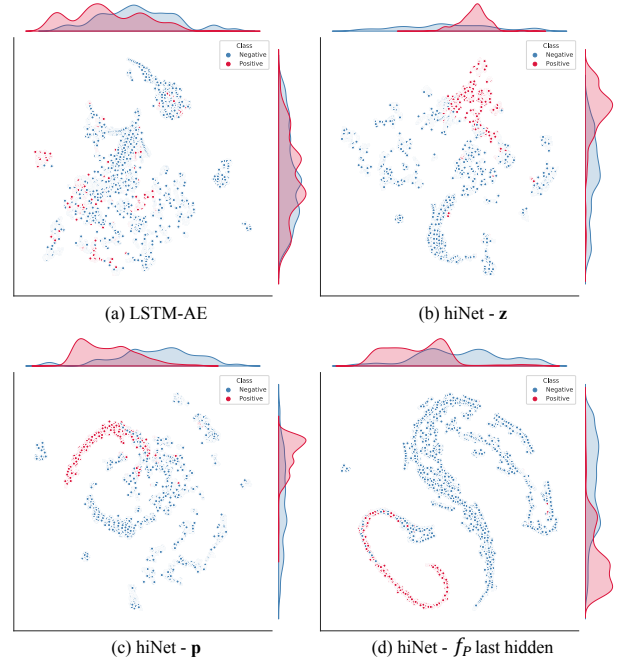 Class
Negative
Positive
Class
Negative
Positive
(a) LSTM-AE
(b) hiNet - z
Class
Negative
Positive
Class
Negative
Positive
(c) hiNet - p
(d) hiNet - f_P last hidden